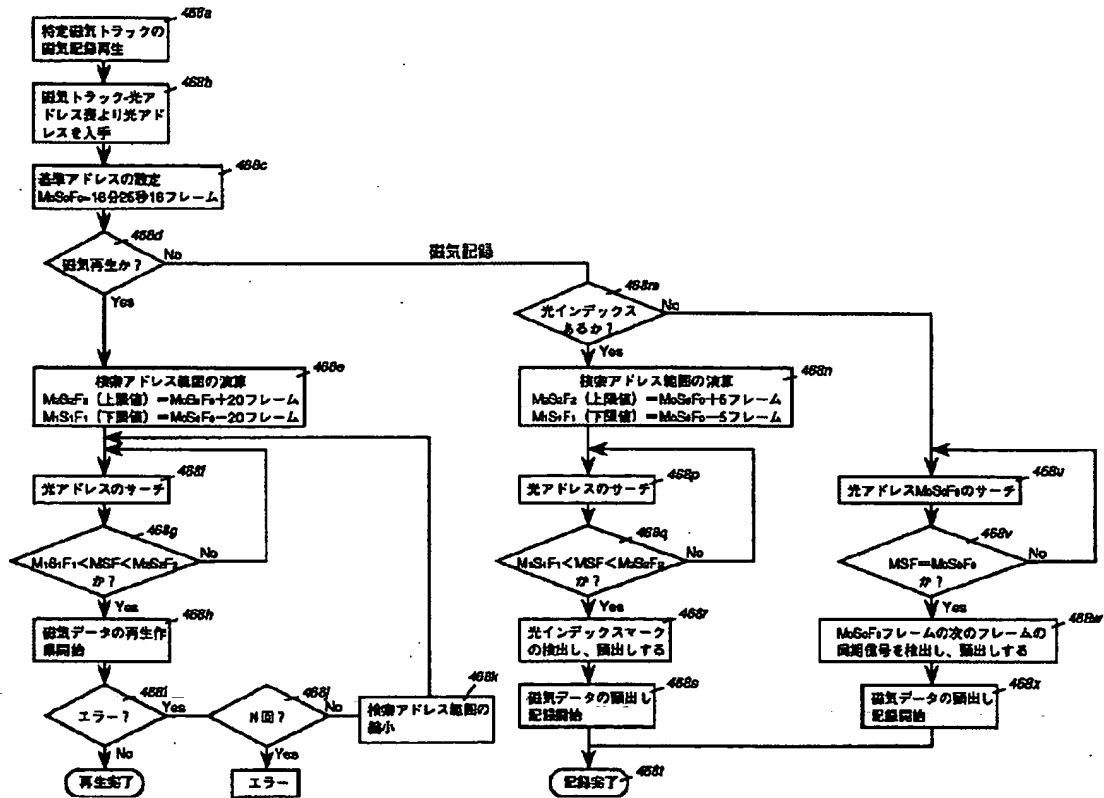 468a
特定磁気トラックの
磁気記録再生
468b
磁気トラック-光ア
ドレス表より光アド
レスを入手
468c
基準アドレスの設定
M₀S₀F₀=16分25秒16フレーム
468d
磁気再生か?
No
磁気記録
Yes
468m
光インデックス
あるか?
No
Yes
468e
検索アドレス範囲の演算
M₂S₂F₂(上限値)=M₀S₀F₀+20フレーム
M₁S₁F₁(下限値)=M₀S₀F₀-20フレーム
468n
検索アドレス範囲の演算
M₂S₂F₂(上限値)=M₀S₀F₀+5フレーム
M₁S₁F₁(下限値)=M₀S₀F₀-5フレーム
468f
光アドレスのサーチ
468p
光アドレスのサーチ
468u
光アドレスM₀S₀F₀のサーチ
468g
M₁S₁F₁<MSF<M₂S₂F₂
か?
No
Yes
468q
M₁S₁F₁<MSF<M₂S₂F₂
か?
No
Yes
468v
MSF=M₀S₀F₀
か?
No
Yes
468h
磁気データの再生作
業開始
468r
光インデックスマーク
の検出し、頭出しする
468w
M₀S₀F₀フレームの次のフレームの
同期信号を検出し、頭出しする
468i
エラー?
Yes
No
468j
N回?
No
Yes
468k
検索アドレス範囲の
縮小
468s
磁気データの頭出し
記録開始
468x
磁気データの頭出し
記録開始
再生完了
エラー
記録完了
468t